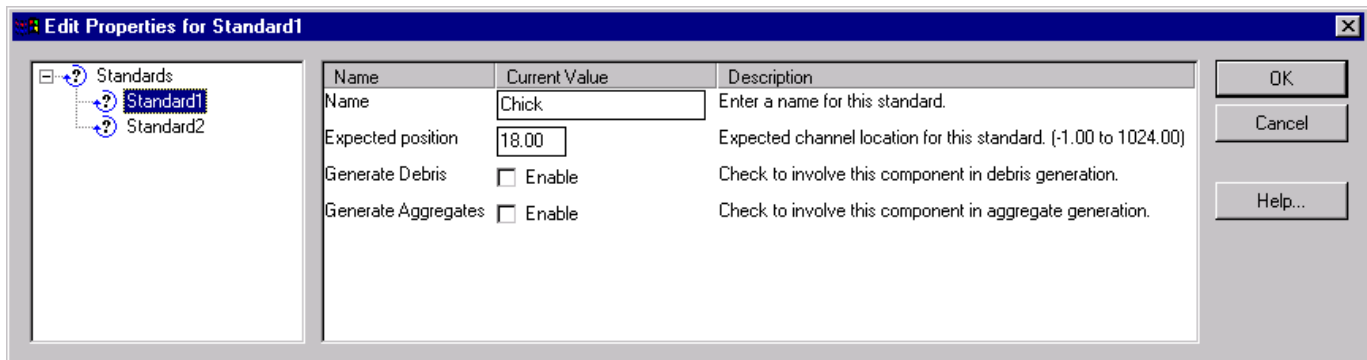 Edit Properties for Standard1
Standards
Standard1
Standard2
Name Current Value Description
Name Chick Enter a name for this standard.
Expected position 18.00 Expected channel location for this standard. (-1.00 to 1024.00)
Generate Debris Enable Check to involve this component in debris generation.
Generate Aggregates Enable Check to involve this component in aggregate generation.
OK
Cancel
Help...